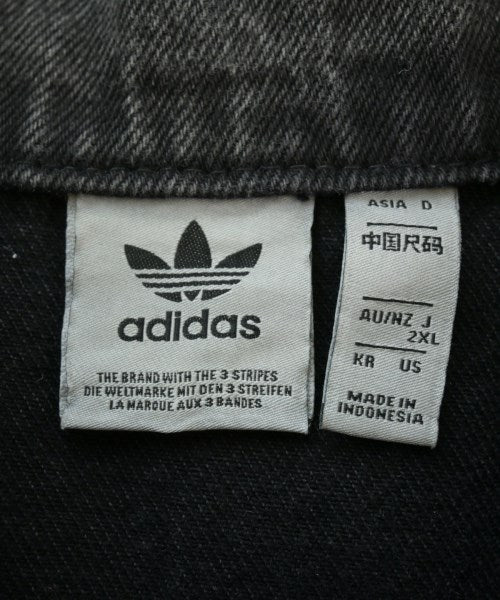 adidas
THE BRAND WITH THE 3 STRIPES
DIE WELTMARKE MIT DEN 3 STREIFEN
LA MARQUE AUX 3 BANDES
ASIA D
中国尺码
AU/NZ J
2XL
KR US
MADE IN
INDONESIA